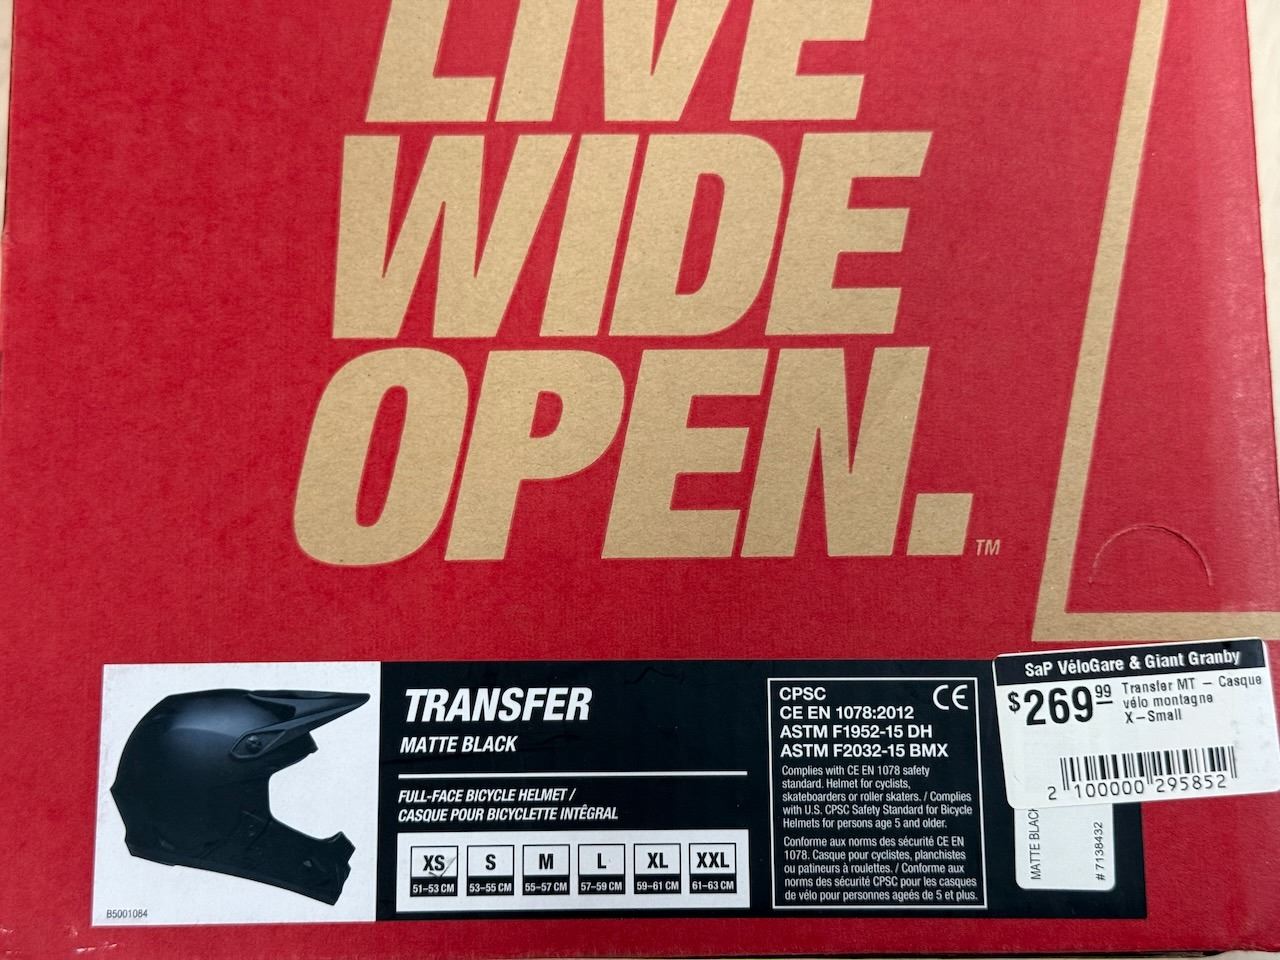 LIVE
WIDE
OPEN.™
TRANSFER
MATTE BLACK
FULL-FACE BICYCLE HELMET /
CASQUE POUR BICYCLETTE INTÉGRAL
XS S M L XL XXL
51–53 CM 53–55 CM 55–57 CM 57–59 CM 59–61 CM 61–63 CM
B5001084
CPSC CE
CE EN 1078:2012
ASTM F1952-15 DH
ASTM F2032-15 BMX
Complies with CE EN 1078 safety
standard. Helmet for cyclists,
skateboarders or roller skaters. / Complies
with U.S. CPSC Safety Standard for Bicycle
Helmets for persons age 5 and older.
Conforme aux normes des sécurité CE EN
1078. Casque pour cyclistes, planchistes
ou patineurs à roulettes. / Conforme aux
norms des sécurité CPSC pour les casques
de vélo pour personnes ageés de 5 et plus.
SaP VéloGare & Giant Granby
$269.99 Transfer MT – Casque
vélo montagne
X-Small
2 100000 295852
MATTE BLACK
# 7138432